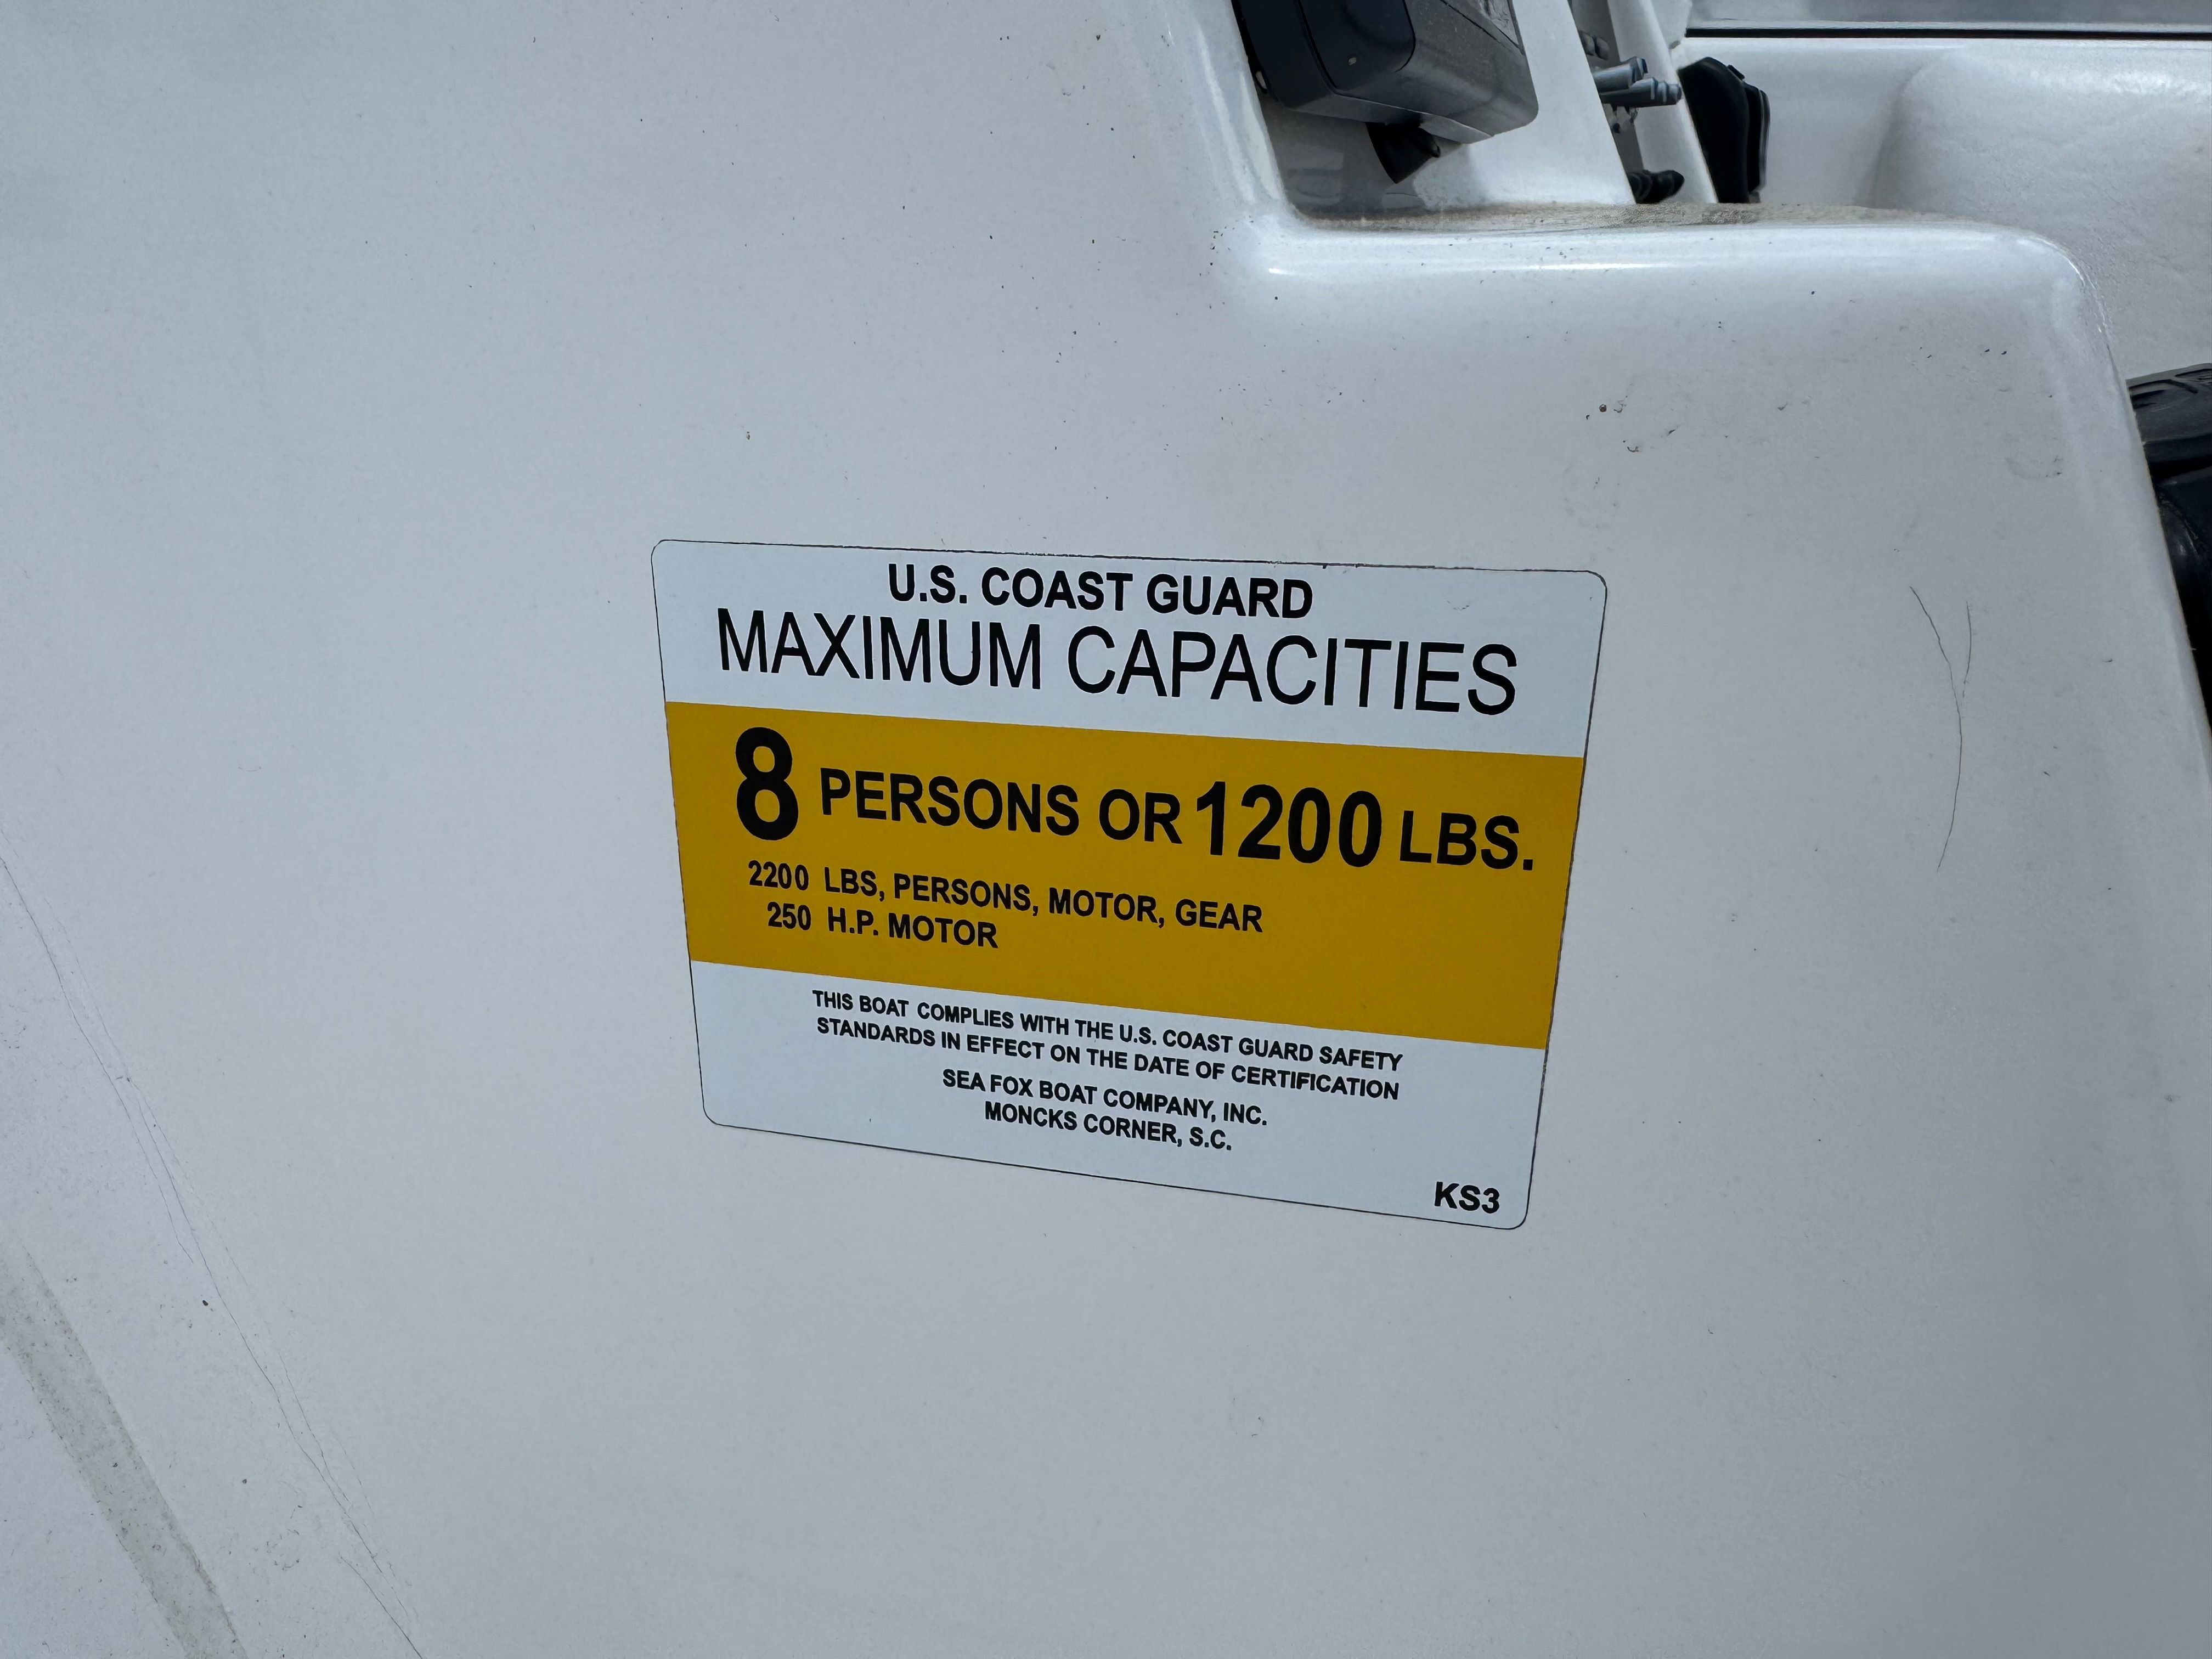 U.S. COAST GUARD
MAXIMUM CAPACITIES
8 PERSONS OR 1200 LBS.
2200 LBS, PERSONS, MOTOR, GEAR
250 H.P. MOTOR
THIS BOAT COMPLIES WITH THE U.S. COAST GUARD SAFETY
STANDARDS IN EFFECT ON THE DATE OF CERTIFICATION
SEA FOX BOAT COMPANY, INC.
MONCKS CORNER, S.C.
KS3